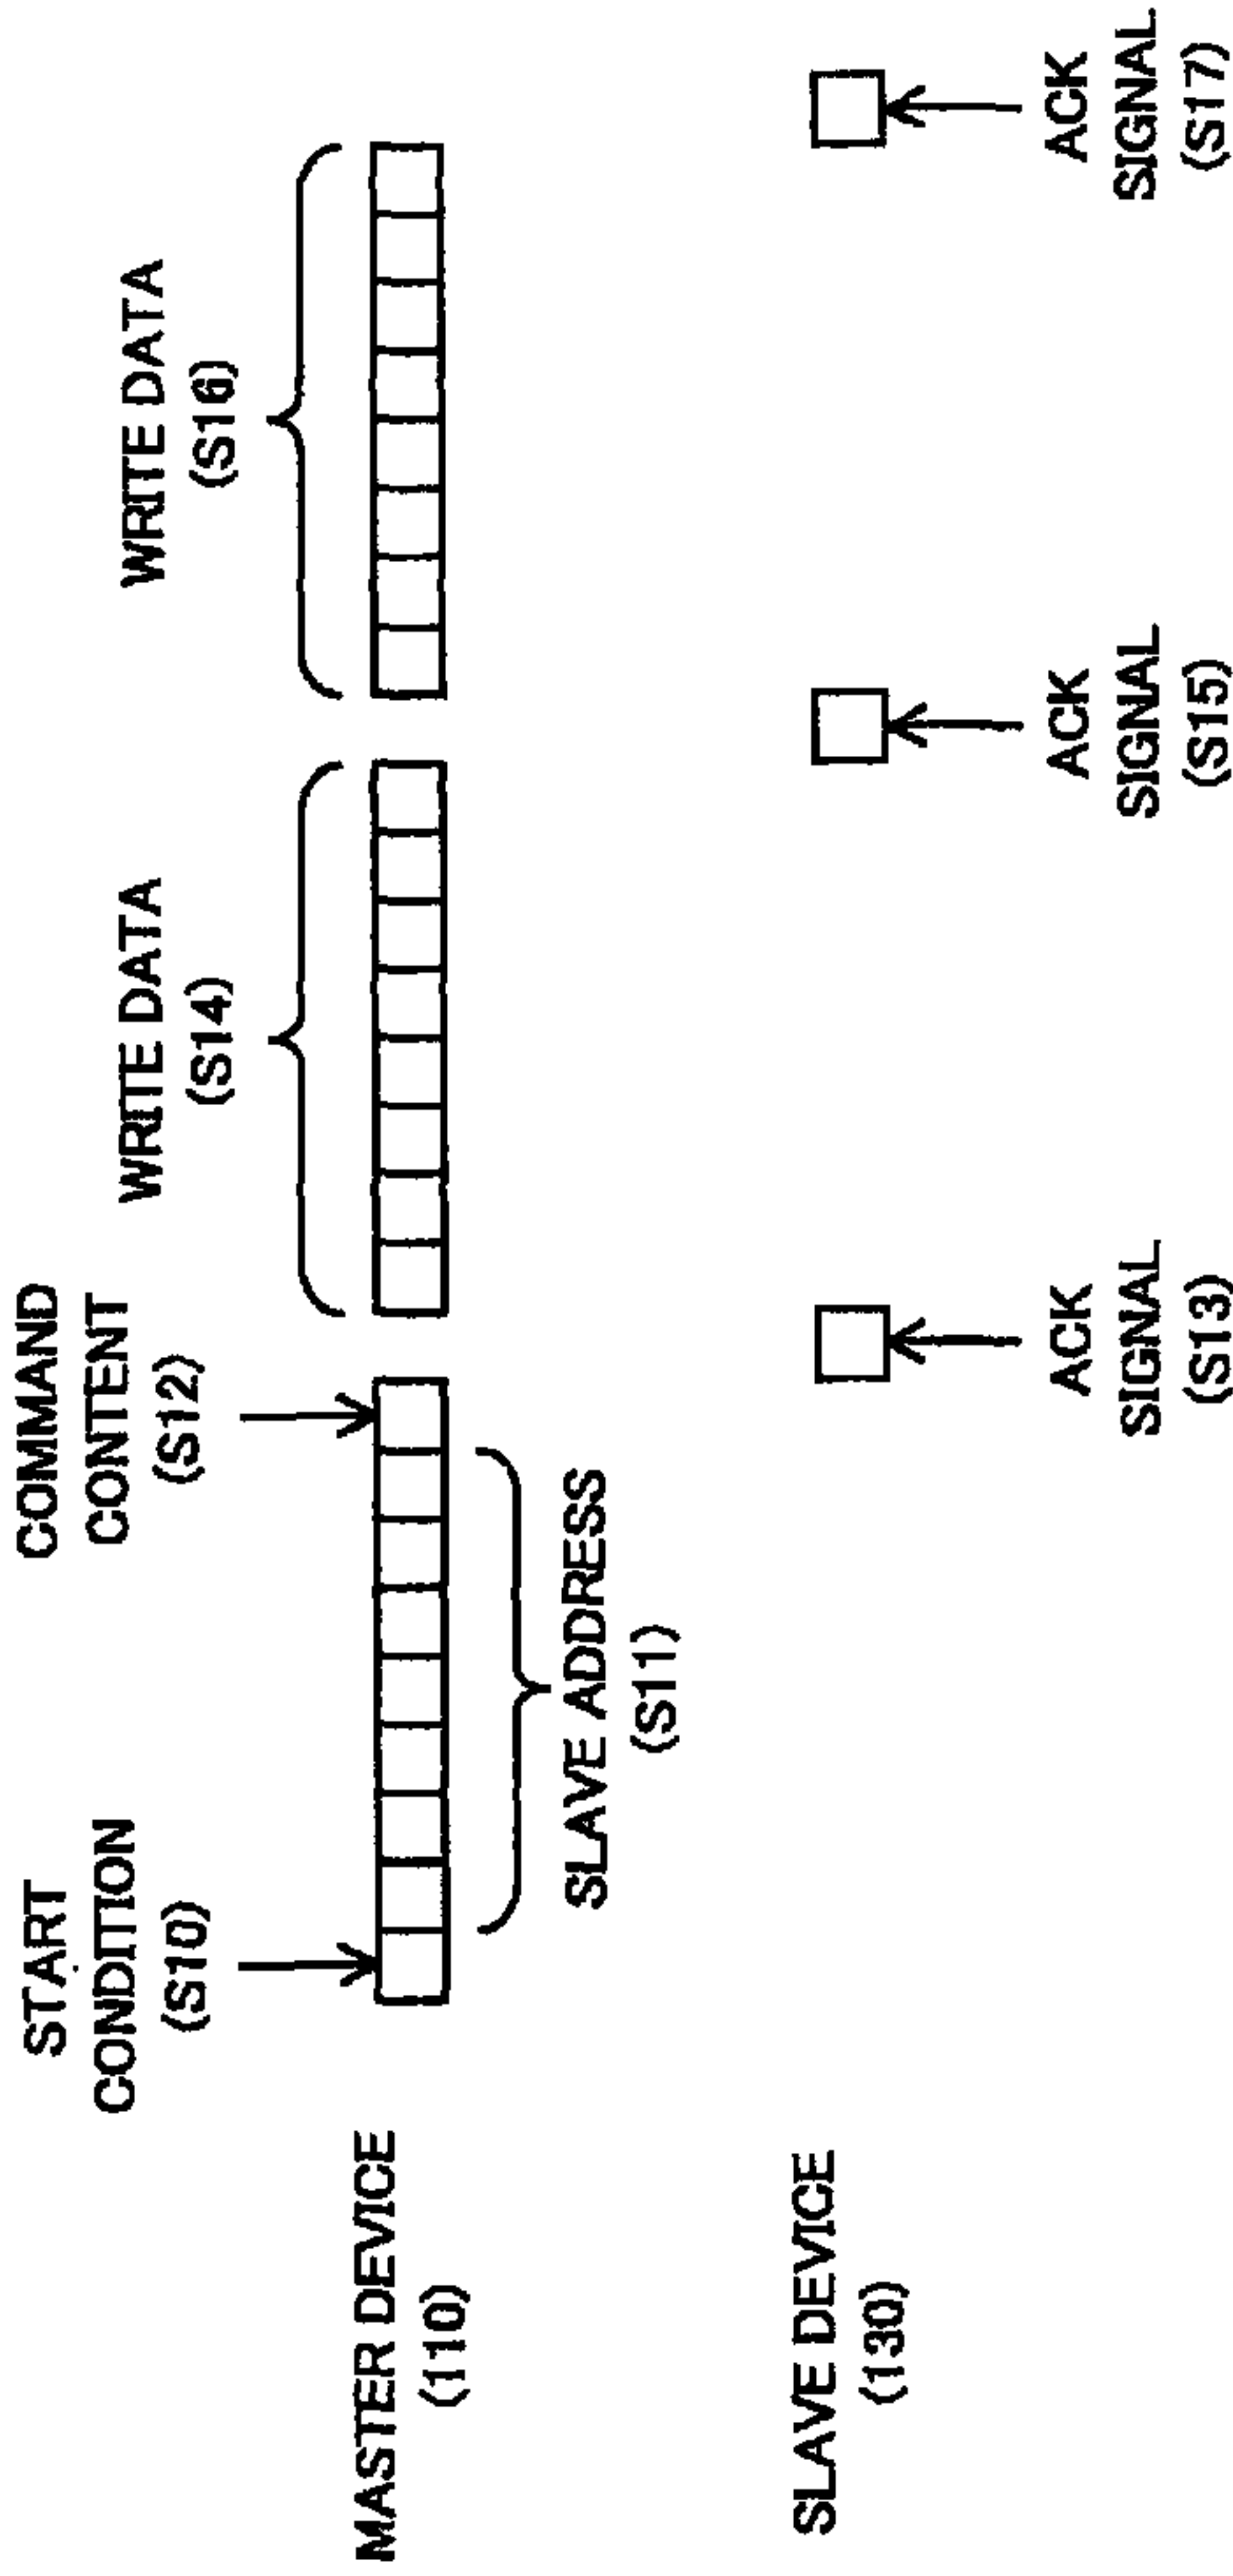 START
CONDITION
(S10)
COMMAND
CONTENT
(S12)
WRITE DATA
(S14)
WRITE DATA
(S16)
MASTER DEVICE
(110)
SLAVE ADDRESS
(S11)
SLAVE DEVICE
(130)
ACK
SIGNAL
(S13)
ACK
SIGNAL
(S15)
ACK
SIGNAL
(S17)